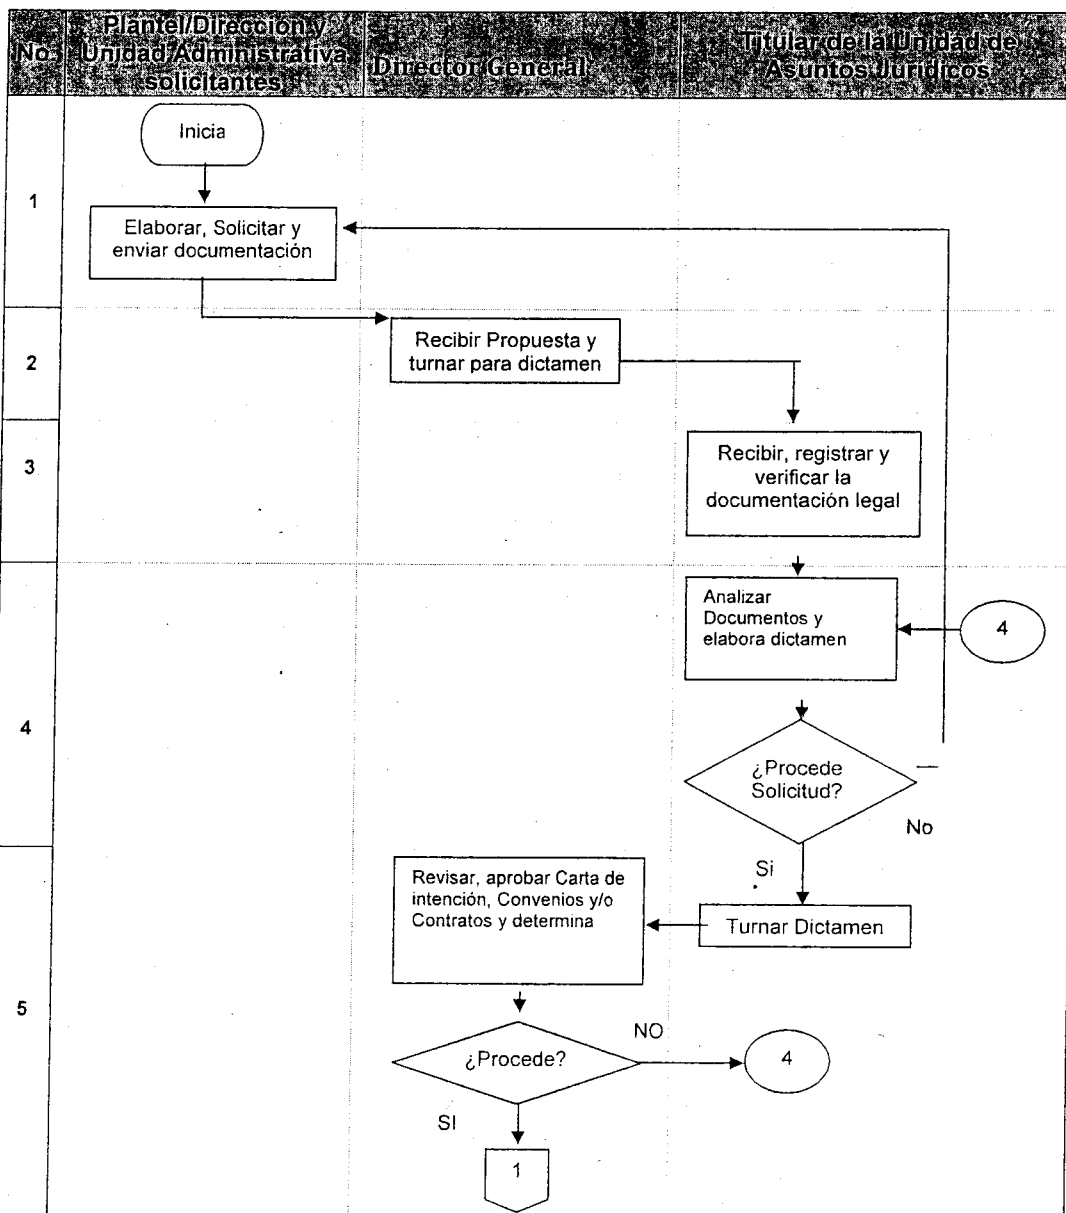 No.
Plantel/Dirección y
Unidad Administrativa
solicitantes
Director General
Titular de la Unidad de
Asuntos Jurídicos
Inicia
1
Elaborar, Solicitar y
enviar documentación
2
Recibir Propuesta y
turnar para dictamen
3
Recibir, registrar y
verificar la
documentación legal
4
Analizar
Documentos y
elabora dictamen
4
¿Procede
Solicitud?
No
Si
5
Revisar, aprobar Carta de
intención, Convenios y/o
Contratos y determina
Turnar Dictamen
¿Procede?
NO
4
SI
1